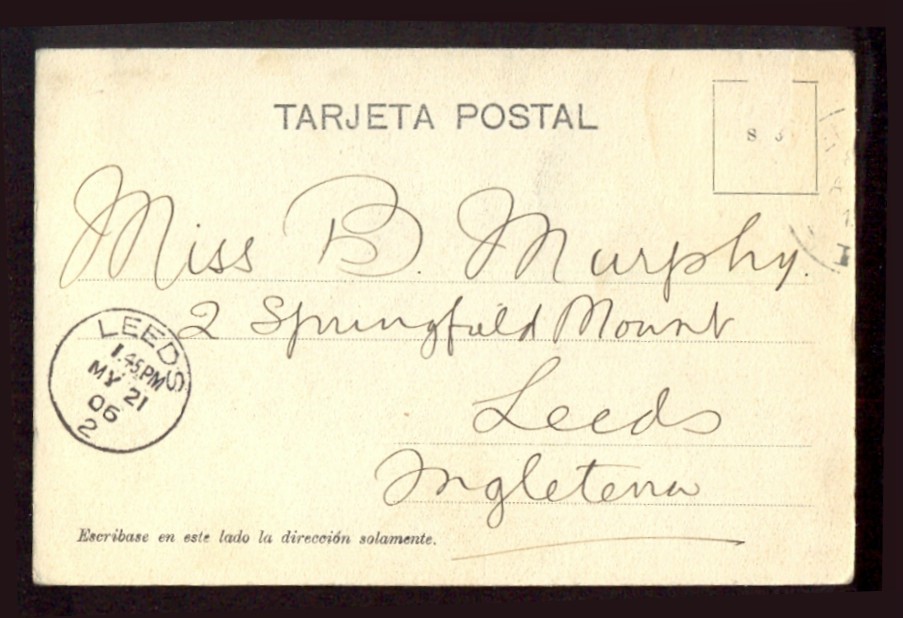 TARJETA POSTAL
S J
Miss B. Murphy.
2 Springfield Mount
Leeds
Ingleterra
LEEDS
1.45PM
MY 21
06
2
Escribase en este lado la dirección solamente.